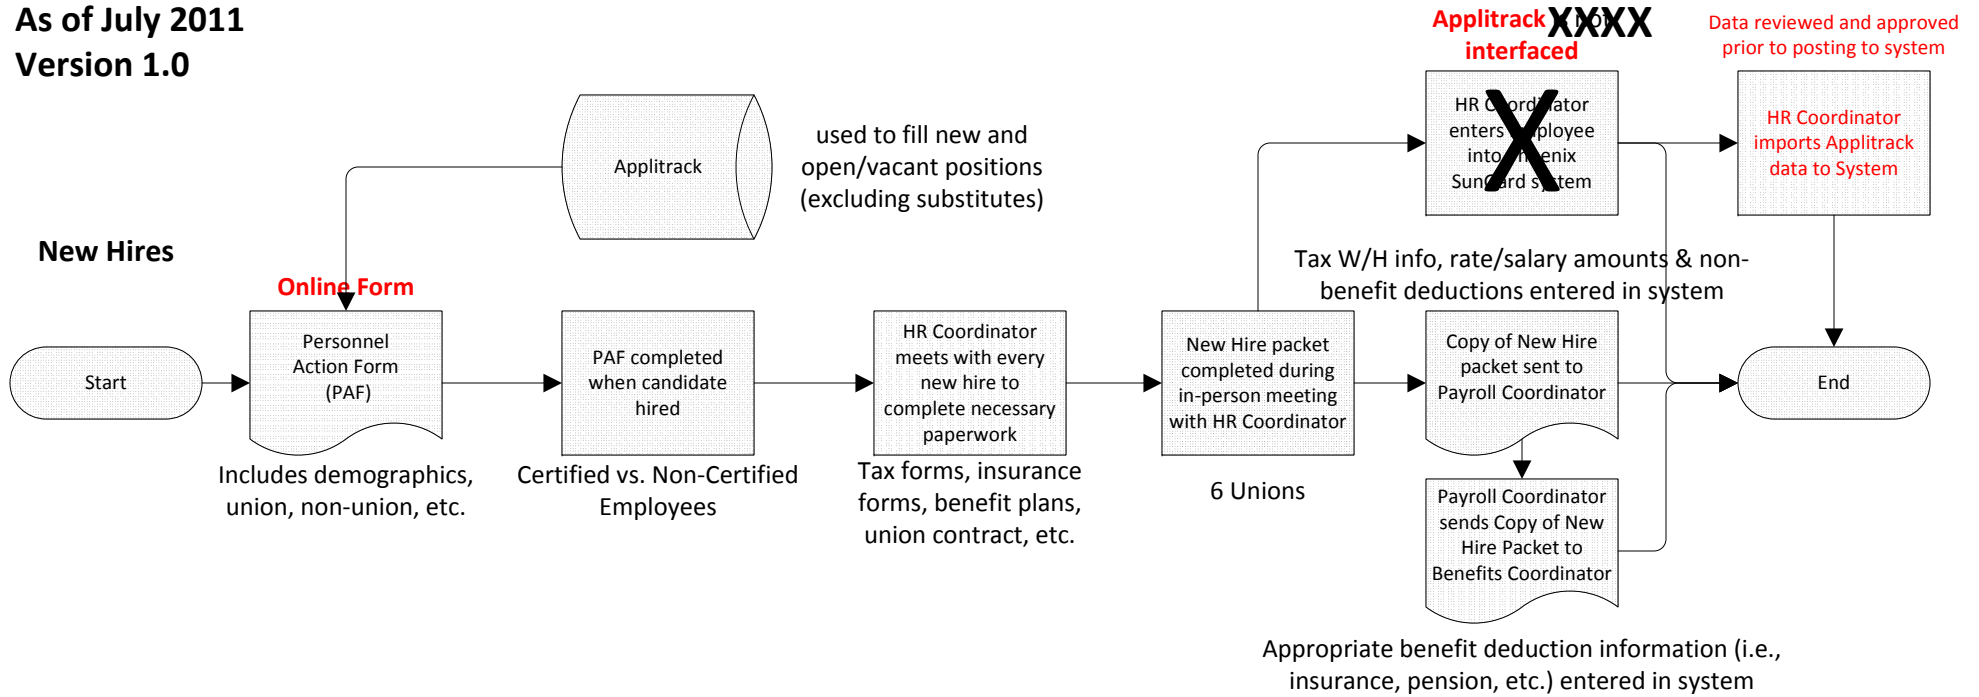 As of July 2011
Version 1.0
Applitrack is not XXXX
interfaced
Data reviewed and approved
prior to posting to system
HR Coordinator
enters employee
into Phoenix
SunGard system
X
HR Coordinator
imports Applitrack
data to System
Applitrack
used to fill new and
open/vacant positions
(excluding substitutes)
New Hires
Tax W/H info, rate/salary amounts & non-
benefit deductions entered in system
Online Form
Start
Personnel
Action Form
(PAF)
PAF completed
when candidate
hired
HR Coordinator
meets with every
new hire to
complete necessary
paperwork
New Hire packet
completed during
in-person meeting
with HR Coordinator
Copy of New Hire
packet sent to
Payroll Coordinator
End
Includes demographics,
union, non-union, etc.
Certified vs. Non-Certified
Employees
Tax forms, insurance
forms, benefit plans,
union contract, etc.
6 Unions
Payroll Coordinator
sends Copy of New
Hire Packet to
Benefits Coordinator
Appropriate benefit deduction information (i.e.,
insurance, pension, etc.) entered in system